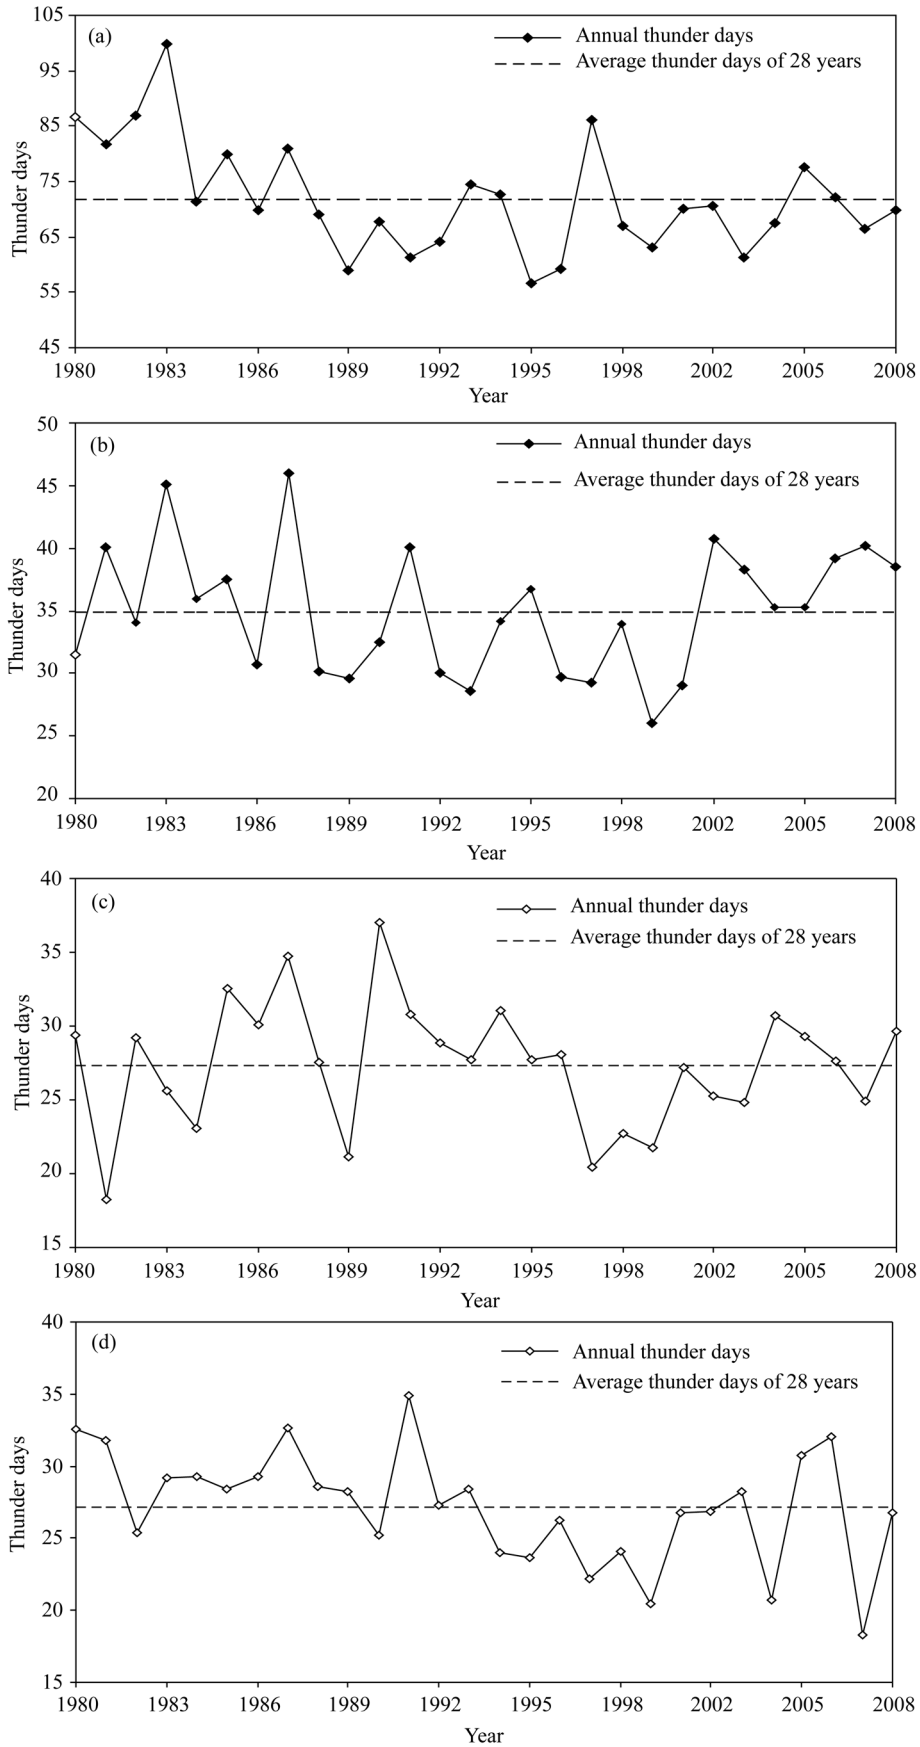 (a)
Annual thunder days
Average thunder days of 28 years
Thunder days
105
95
85
75
65
55
45
1980 1983 1986 1989 1992 1995 1998 2002 2005 2008
Year
(b)
Annual thunder days
Average thunder days of 28 years
Thunder days
50
45
40
35
30
25
20
1980 1983 1986 1989 1992 1995 1998 2002 2005 2008
Year
(c)
Annual thunder days
Average thunder days of 28 years
Thunder days
40
35
30
25
20
15
1980 1983 1986 1989 1992 1995 1998 2002 2005 2008
Year
(d)
Annual thunder days
Average thunder days of 28 years
Thunder days
40
35
30
25
20
15
1980 1983 1986 1989 1992 1995 1998 2002 2005 2008
Year